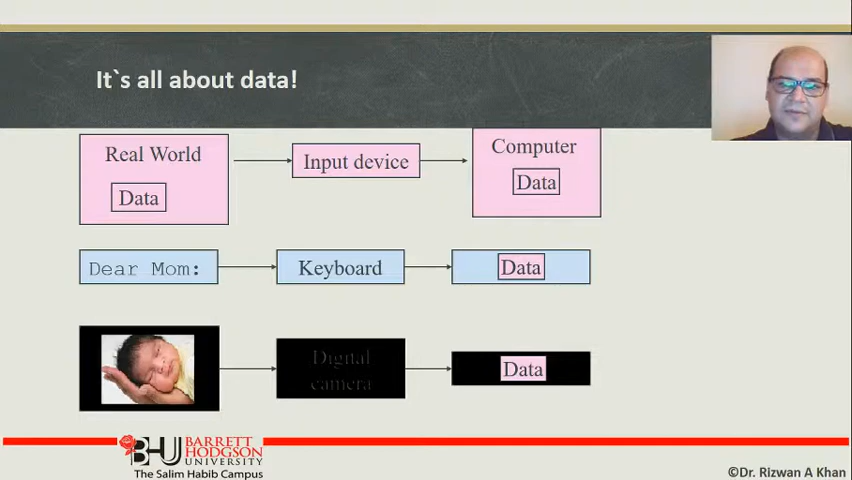 It`s all about data!
Real World
Data
Input device
Computer
Data
Dear Mom:
Keyboard
Data
Digital
camera
Data
BHU
BARRETT
HODGSON
UNIVERSITY
The Salim Habib Campus
©Dr. Rizwan A Khan